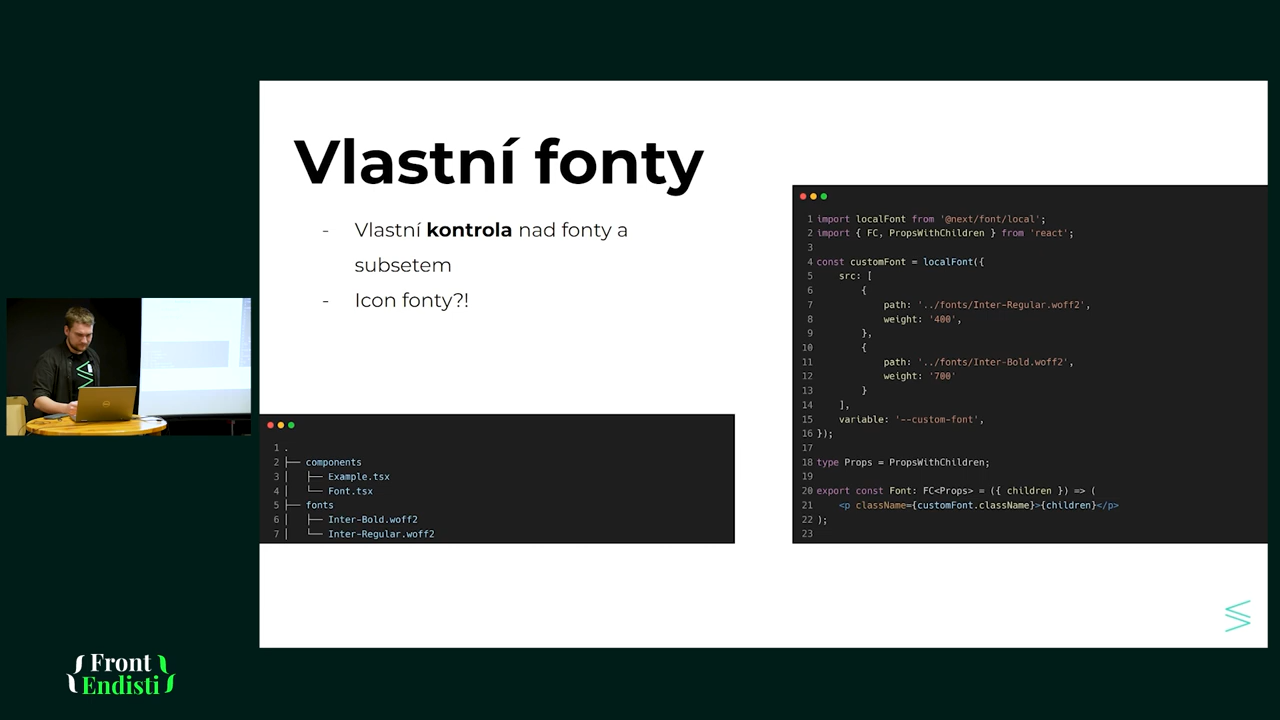 Vlastní fonty
- Vlastní kontrola nad fonty a
subsetem
- Icon fonty?!
1 .
2 ├── components
3 │   ├── Example.tsx
4 │   └── Font.tsx
5 ├── fonts
6 │   ├── Inter-Bold.woff2
7 │   └── Inter-Regular.woff2
1 import localFont from '@next/font/local';
2 import { FC, PropsWithChildren } from 'react';
3
4 const customFont = localFont({
5     src: [
6         {
7             path: '../fonts/Inter-Regular.woff2',
8             weight: '400',
9         },
10         {
11             path: '../fonts/Inter-Bold.woff2',
12             weight: '700'
13         }
14     ],
15     variable: '--custom-font',
16 });
17
18 type Props = PropsWithChildren;
19
20 export const Font: FC<Props> = ({ children }) => (
21     <p className={customFont.className}>{children}</p>
22 );
23
{Front
Endisti}